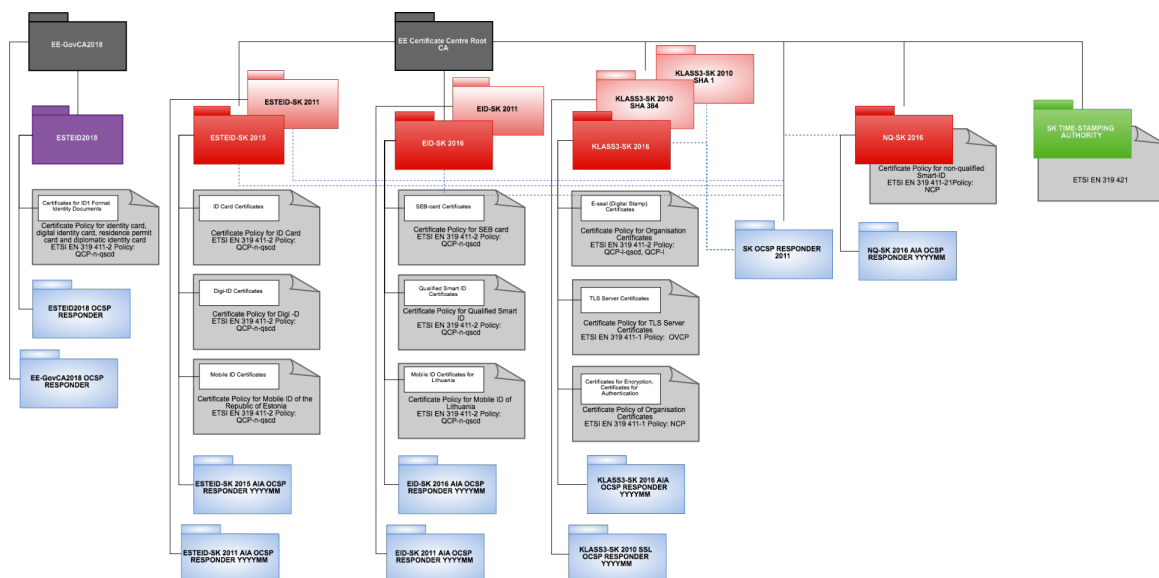 EE-GovCA2018
EE Certificate Centre Root
CA
KLASS3-SK 2010
SHA 1
ESTEID-SK 2011
EID-SK 2011
KLASS3-SK 2010
SHA 384
ESTEID2018
ESTEID-SK 2015
EID-SK 2016
KLASS3-SK 2016
NQ-SK 2016
SK TIME-STAMPING
AUTHORITY
Certificate Policy for non-qualified
Smart-ID
ETSI EN 319 411-21Policy:
NCP
ETSI EN 319 421
Certificates for ID1 Format
Identity Documents
Certificate Policy for identity card,
digital identity card, residence permit
card and diplomatic identity card
ETSI EN 319 411-2 Policy:
QCP-n-qscd
ID Card Certificates
Certificate Policy for ID Card
ETSI EN 319 411-2 Policy:
QCP-n-qscd
SEB-card Certificates
Certificate Policy for SEB card
ETSI EN 319 411-2 Policy:
QCP-n-qscd
E-seal (Digital Stamp)
Certificates
Certificate Policy for Organisation
Certificates
ETSI EN 319 411-2 Policy:
QCP-l-qscd, QCP-l
SK OCSP RESPONDER
2011
NQ-SK 2016 AIA OCSP
RESPONDER YYYYMM
ESTEID2018 OCSP
RESPONDER
Digi-ID Certificates
Certificate Policy for Digi -D
ETSI EN 319 411-2 Policy:
QCP-n-qscd
Qualified Smart ID
Certificates
Certificate Policy for Qualified Smart
ID
ETSI EN 319 411-2 Policy:
QCP-n-qscd
TLS Server Certificates
Certificate Policy for TLS Server
Certificates
ETSI EN 319 411-1 Policy: OVCP
EE-GovCA2018 OCSP
RESPONDER
Mobile ID Certificates
Certificate Policy for Mobile ID of the
Republic of Estonia
ETSI EN 319 411-2 Policy:
QCP-n-qscd
Mobile ID Certificates for
Lithuania
Certificate Policy for Mobile ID of
Lithuania
ETSI EN 319 411-2 Policy:
QCP-n-qscd
Certificates for Encryption,
Certificates for
Authentication
Certificate Policy of Organisation
Certificates
ETSI EN 319 411-1 Policy: NCP
ESTEID-SK 2015 AIA OCSP
RESPONDER YYYYMM
EID-SK 2016 AIA OCSP
RESPONDER YYYYMM
KLASS3-SK 2016 AIA
OCSP RESPONDER
YYYYMM
ESTEID-SK 2011 AIA OCSP
RESPONDER YYYYMM
EID-SK 2011 AIA OCSP
RESPONDER YYYYMM
KLASS3-SK 2010 SSL
OCSP RESPONDER
YYYYMM